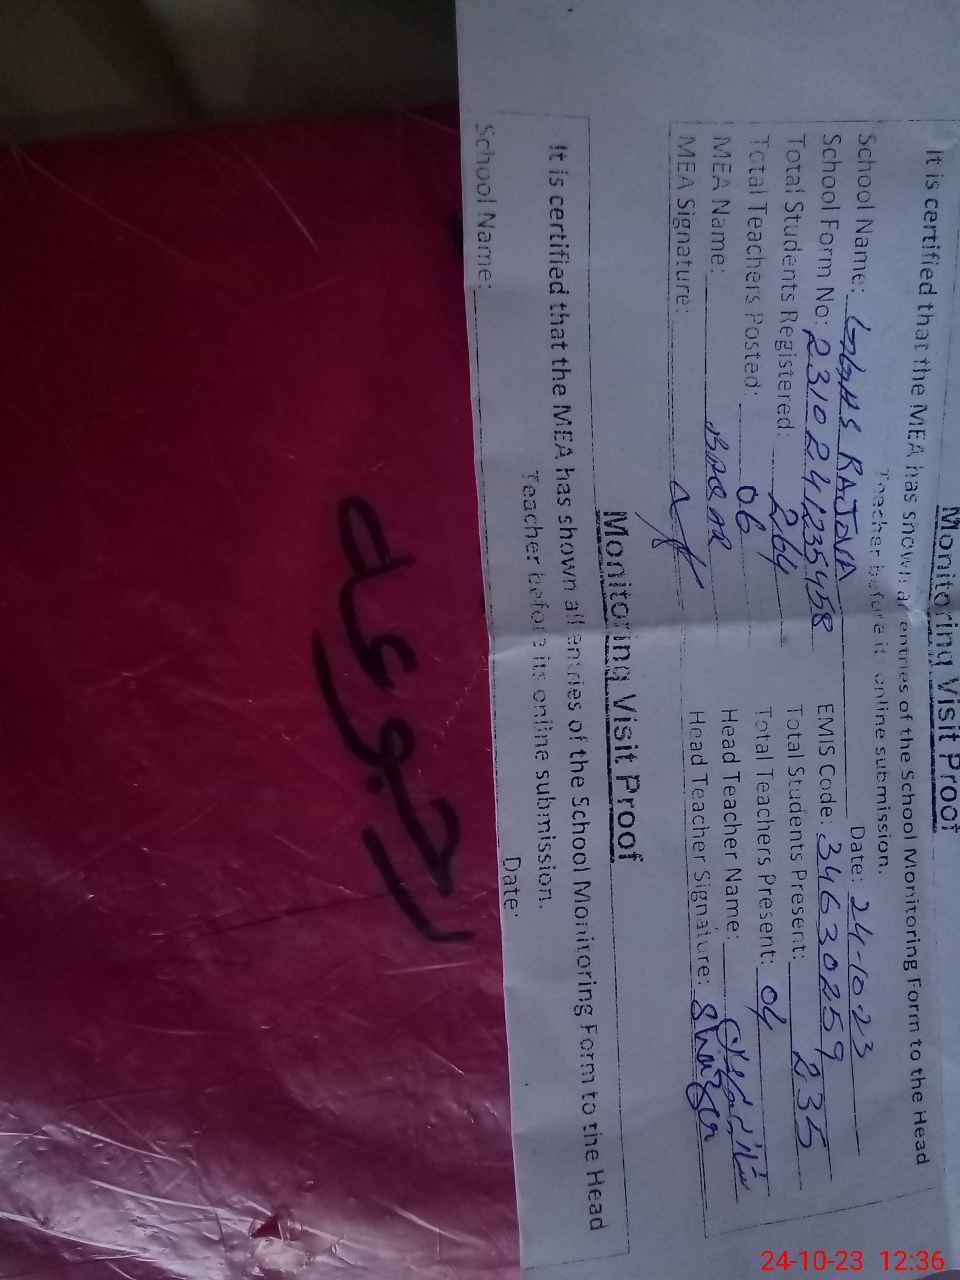 Monitoring Visit Proof
It is certified that the MEA has shown all entries of the School Monitoring Form to the Head
Teacher before its online submission.
School Name: RAJOVA Date: 24-10-23
School Form No: 2310241235458 EMIS Code: 34630259
Total Students Registered: 264 Total Students Present: 235
Total Teachers Posted: 06 Total Teachers Present: 04
MEA Name: Head Teacher Name:
MEA Signature: Head Teacher Signature:
Monitoring Visit Proof
It is certified that the MEA has shown all entries of the School Monitoring Form to the Head
Teacher before its online submission.
School Name: Date:
24-10-23 12:36